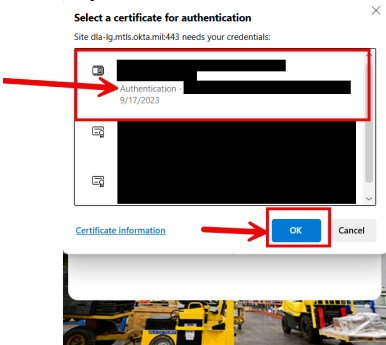 Select a certificate for authentication
Site dla-lg.mtls.okta.mil:443 needs your credentials:
Authentication -
9/17/2023
Certificate information
OK
Cancel